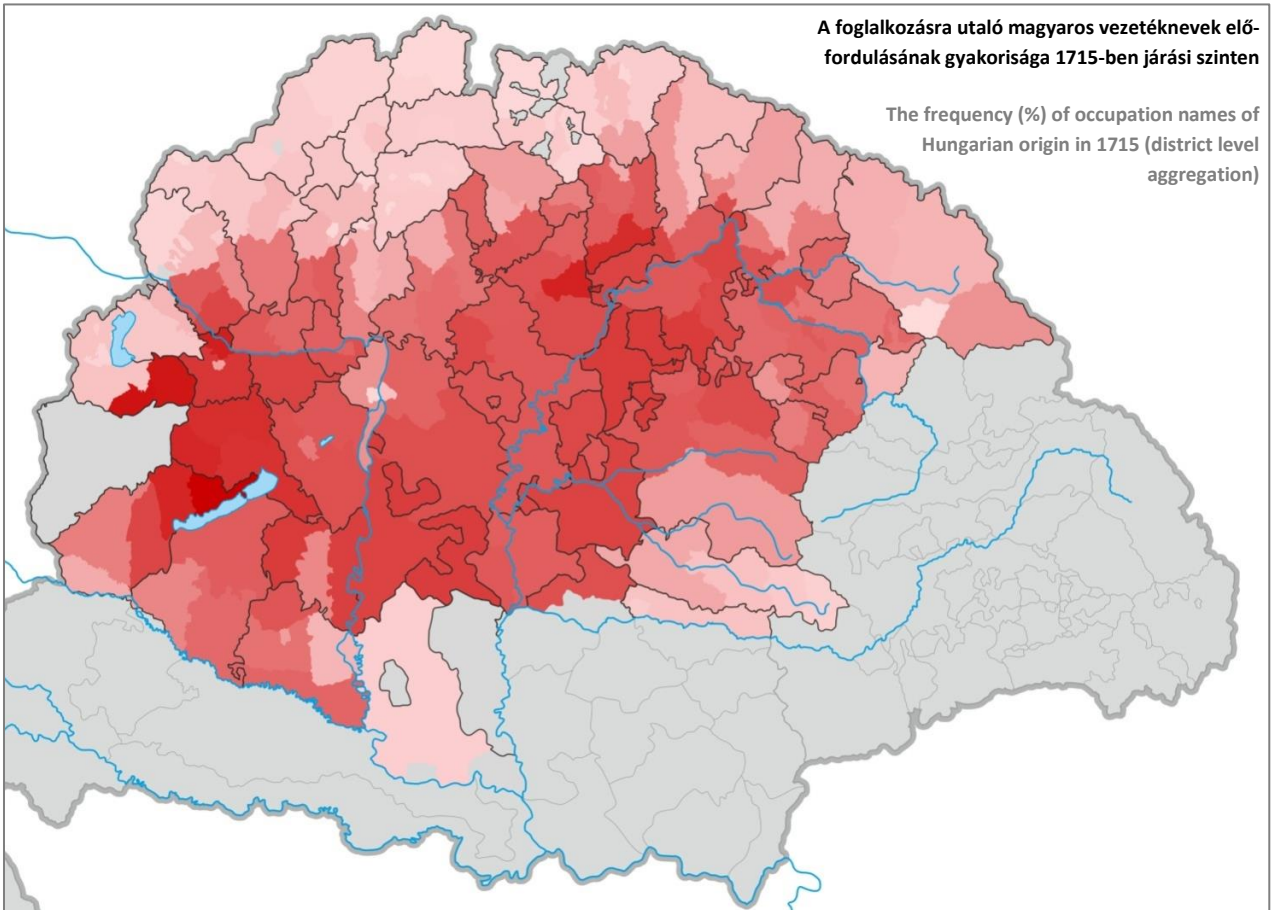 A foglalkozásra utaló magyaros vezetéknevek elő-
fordulásának gyakorisága 1715-ben járási szinten
The frequency (%) of occupation names of
Hungarian origin in 1715 (district level
aggregation)